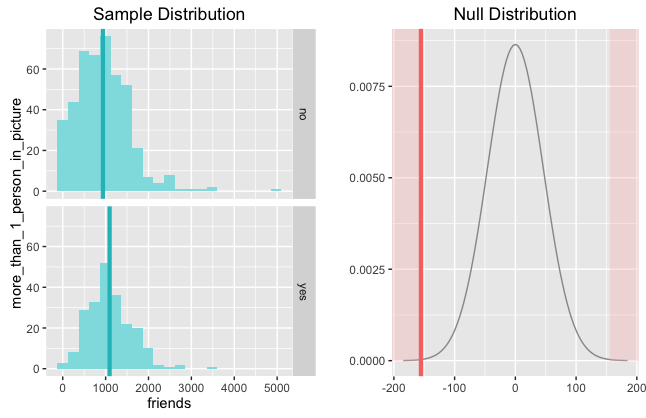 Sample Distribution
more_than_1_person_in_picture
60
40
20
0
no
60
40
20
0
yes
0 1000 2000 3000 4000 5000
friends
Null Distribution
0.0075
0.0050
0.0025
0.0000
-200 -100 0 100 200